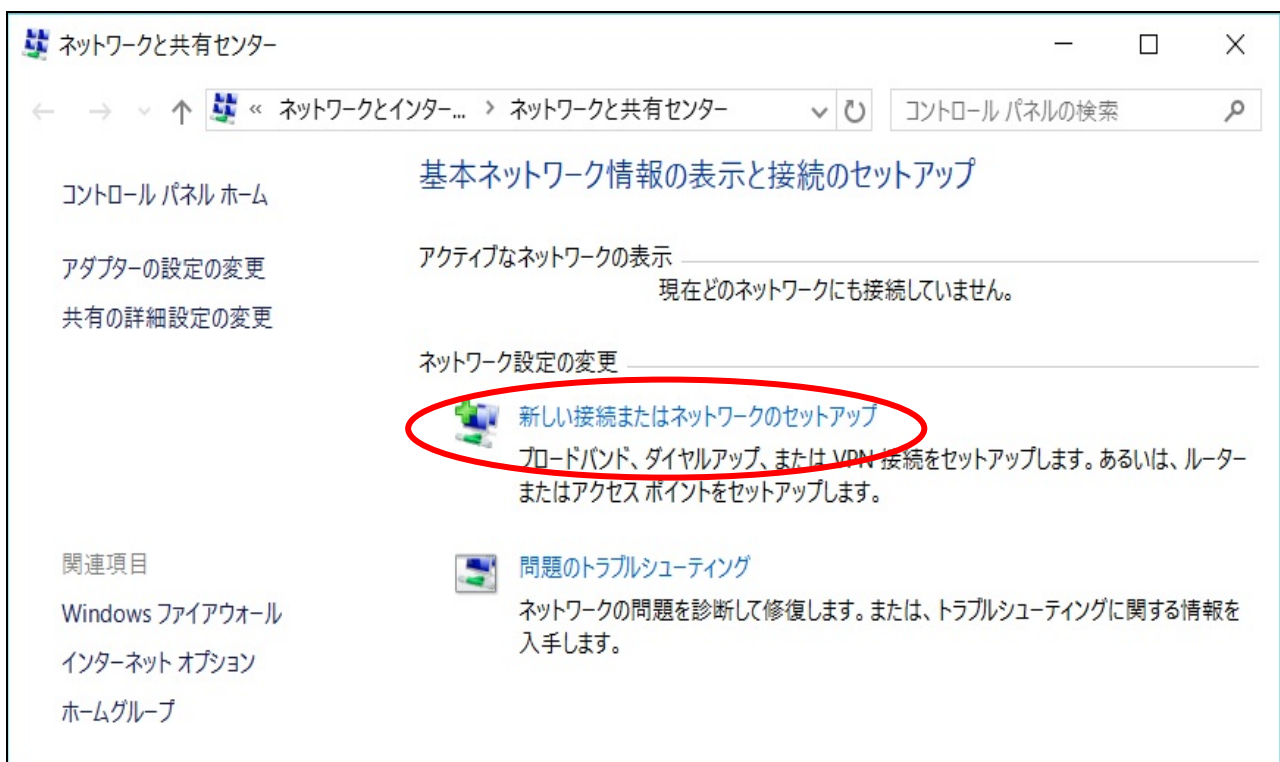 ネットワークと共有センター
« ネットワークとインター... › ネットワークと共有センター
コントロール パネルの検索
コントロール パネル ホーム
アダプターの設定の変更
共有の詳細設定の変更
基本ネットワーク情報の表示と接続のセットアップ
アクティブなネットワークの表示
現在どのネットワークにも接続していません。
ネットワーク設定の変更
新しい接続またはネットワークのセットアップ
ブロードバンド、ダイヤルアップ、または VPN 接続をセットアップします。あるいは、ルーター
またはアクセス ポイントをセットアップします。
問題のトラブルシューティング
ネットワークの問題を診断して修復します。または、トラブルシューティングに関する情報を
入手します。
関連項目
Windows ファイアウォール
インターネット オプション
ホームグループ